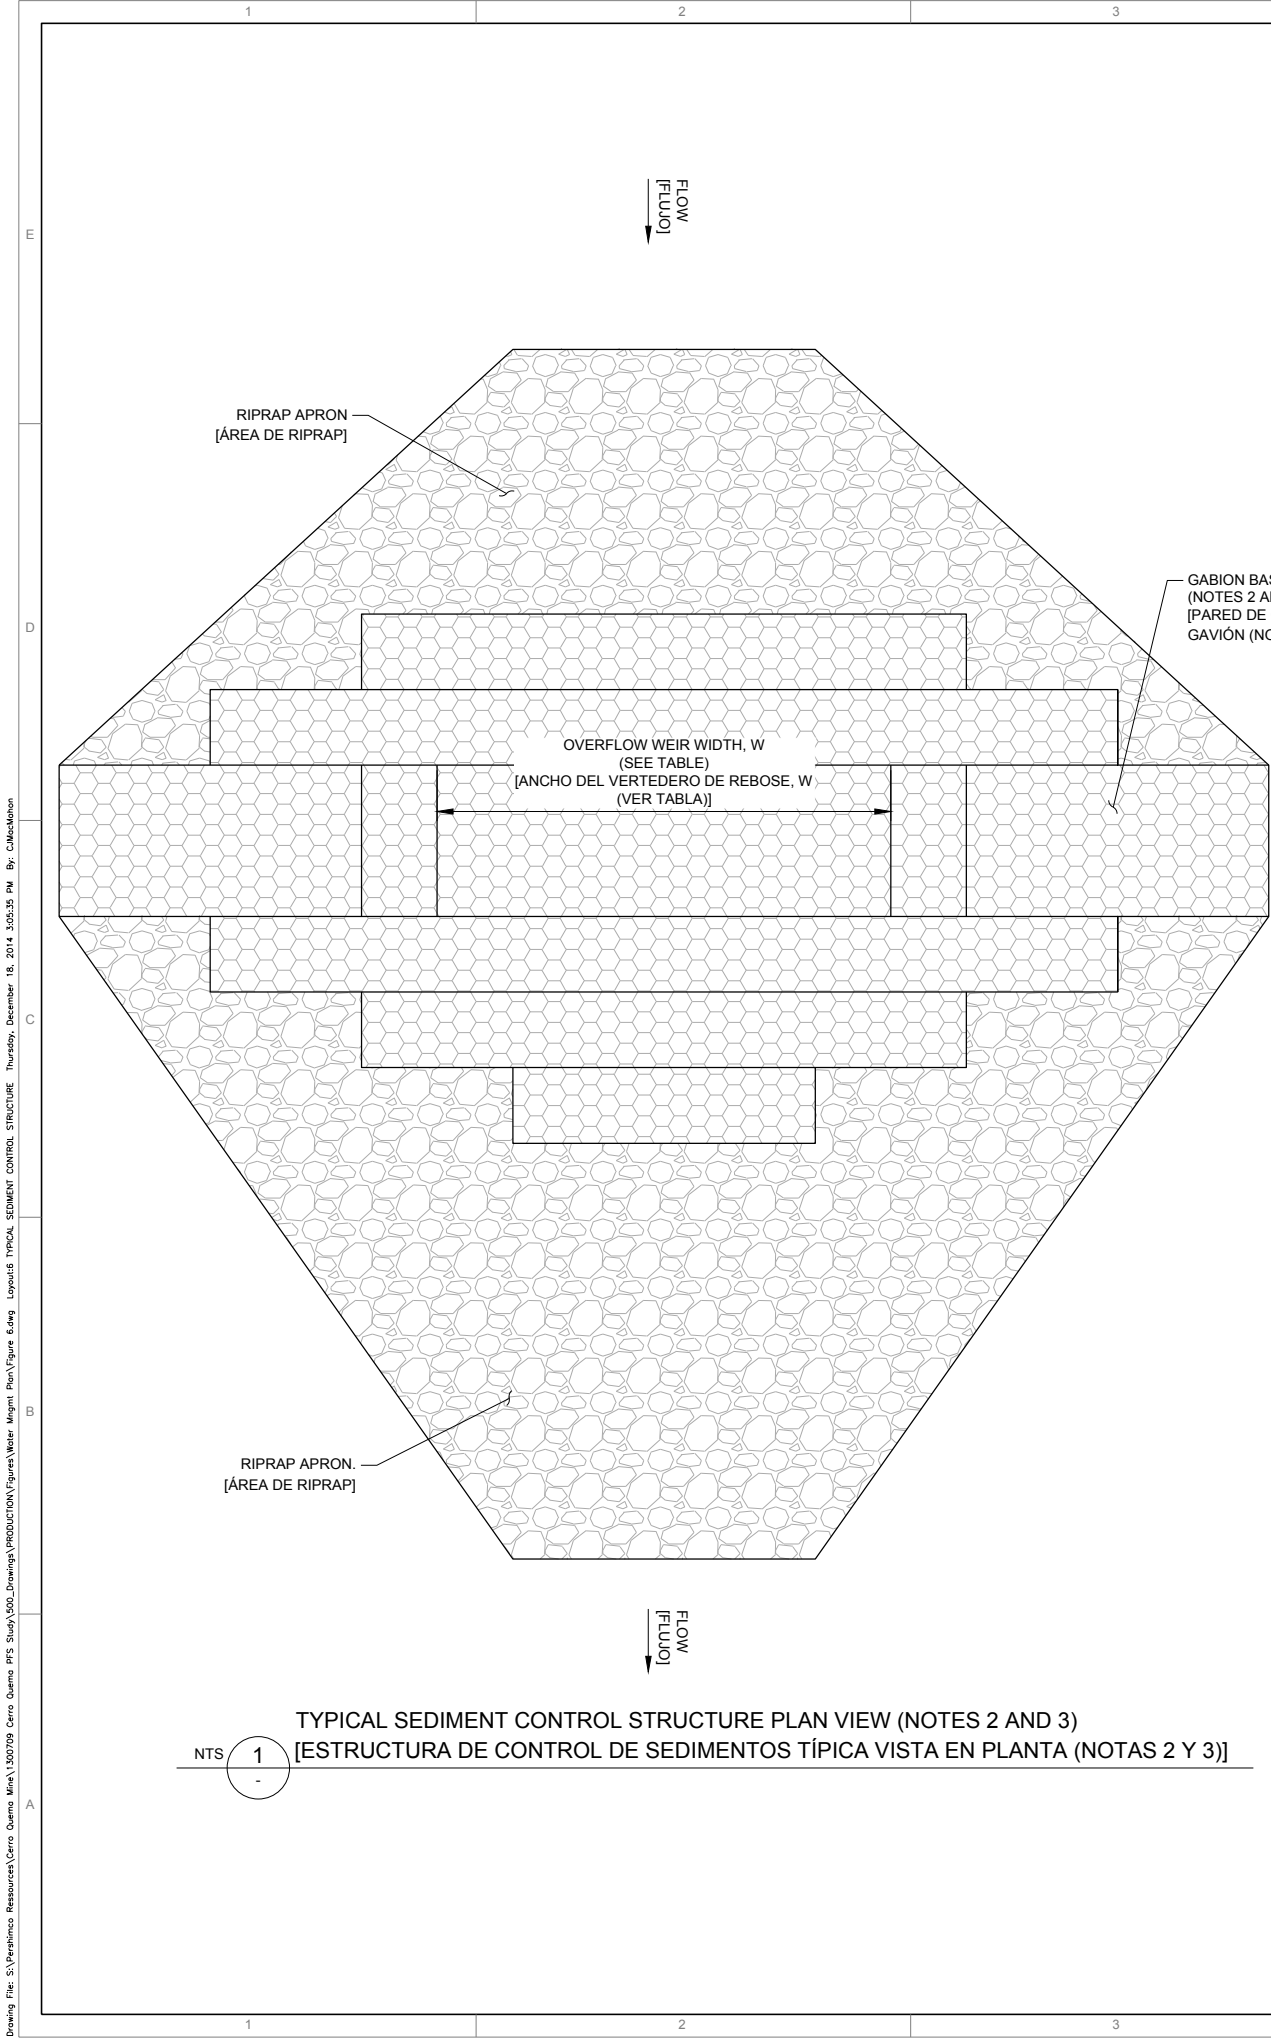 1 2 3
FLOW
[FLUJO]
E
RIPRAP APRON
[ÁREA DE RIPRAP]
GABION
(NOTES 2
[PARED DE
GAVIÓN
D
OVERFLOW WEIR WIDTH, W
(SEE TABLE)
[ANCHO DEL VERTEDERO DE REBOSE, W
(VER TABLA)]
C
B
RIPRAP APRON.
[ÁREA DE RIPRAP]
FLOW
[FLUJO]
TYPICAL SEDIMENT CONTROL STRUCTURE PLAN VIEW (NOTES 2 AND 3)
NTS 1 [ESTRUCTURA DE CONTROL DE SEDIMENTOS TÍPICA VISTA EN PLANTA (NOTAS 2 Y 3)]
-
A
1 2 3
Drawing File: S:\Pershimco Ressources\Cerro Quema Mine\1300709 Cerro Quema PFS Study\500_Drawings\PRODUCTION\Figures\Water Mngmt Plan\Figure 6.dwg Layout:6 TYPICAL SEDIMENT CONTROL STRUCTURE Thursday, December 18, 2014 3:05:35 PM By: CJMacMahon